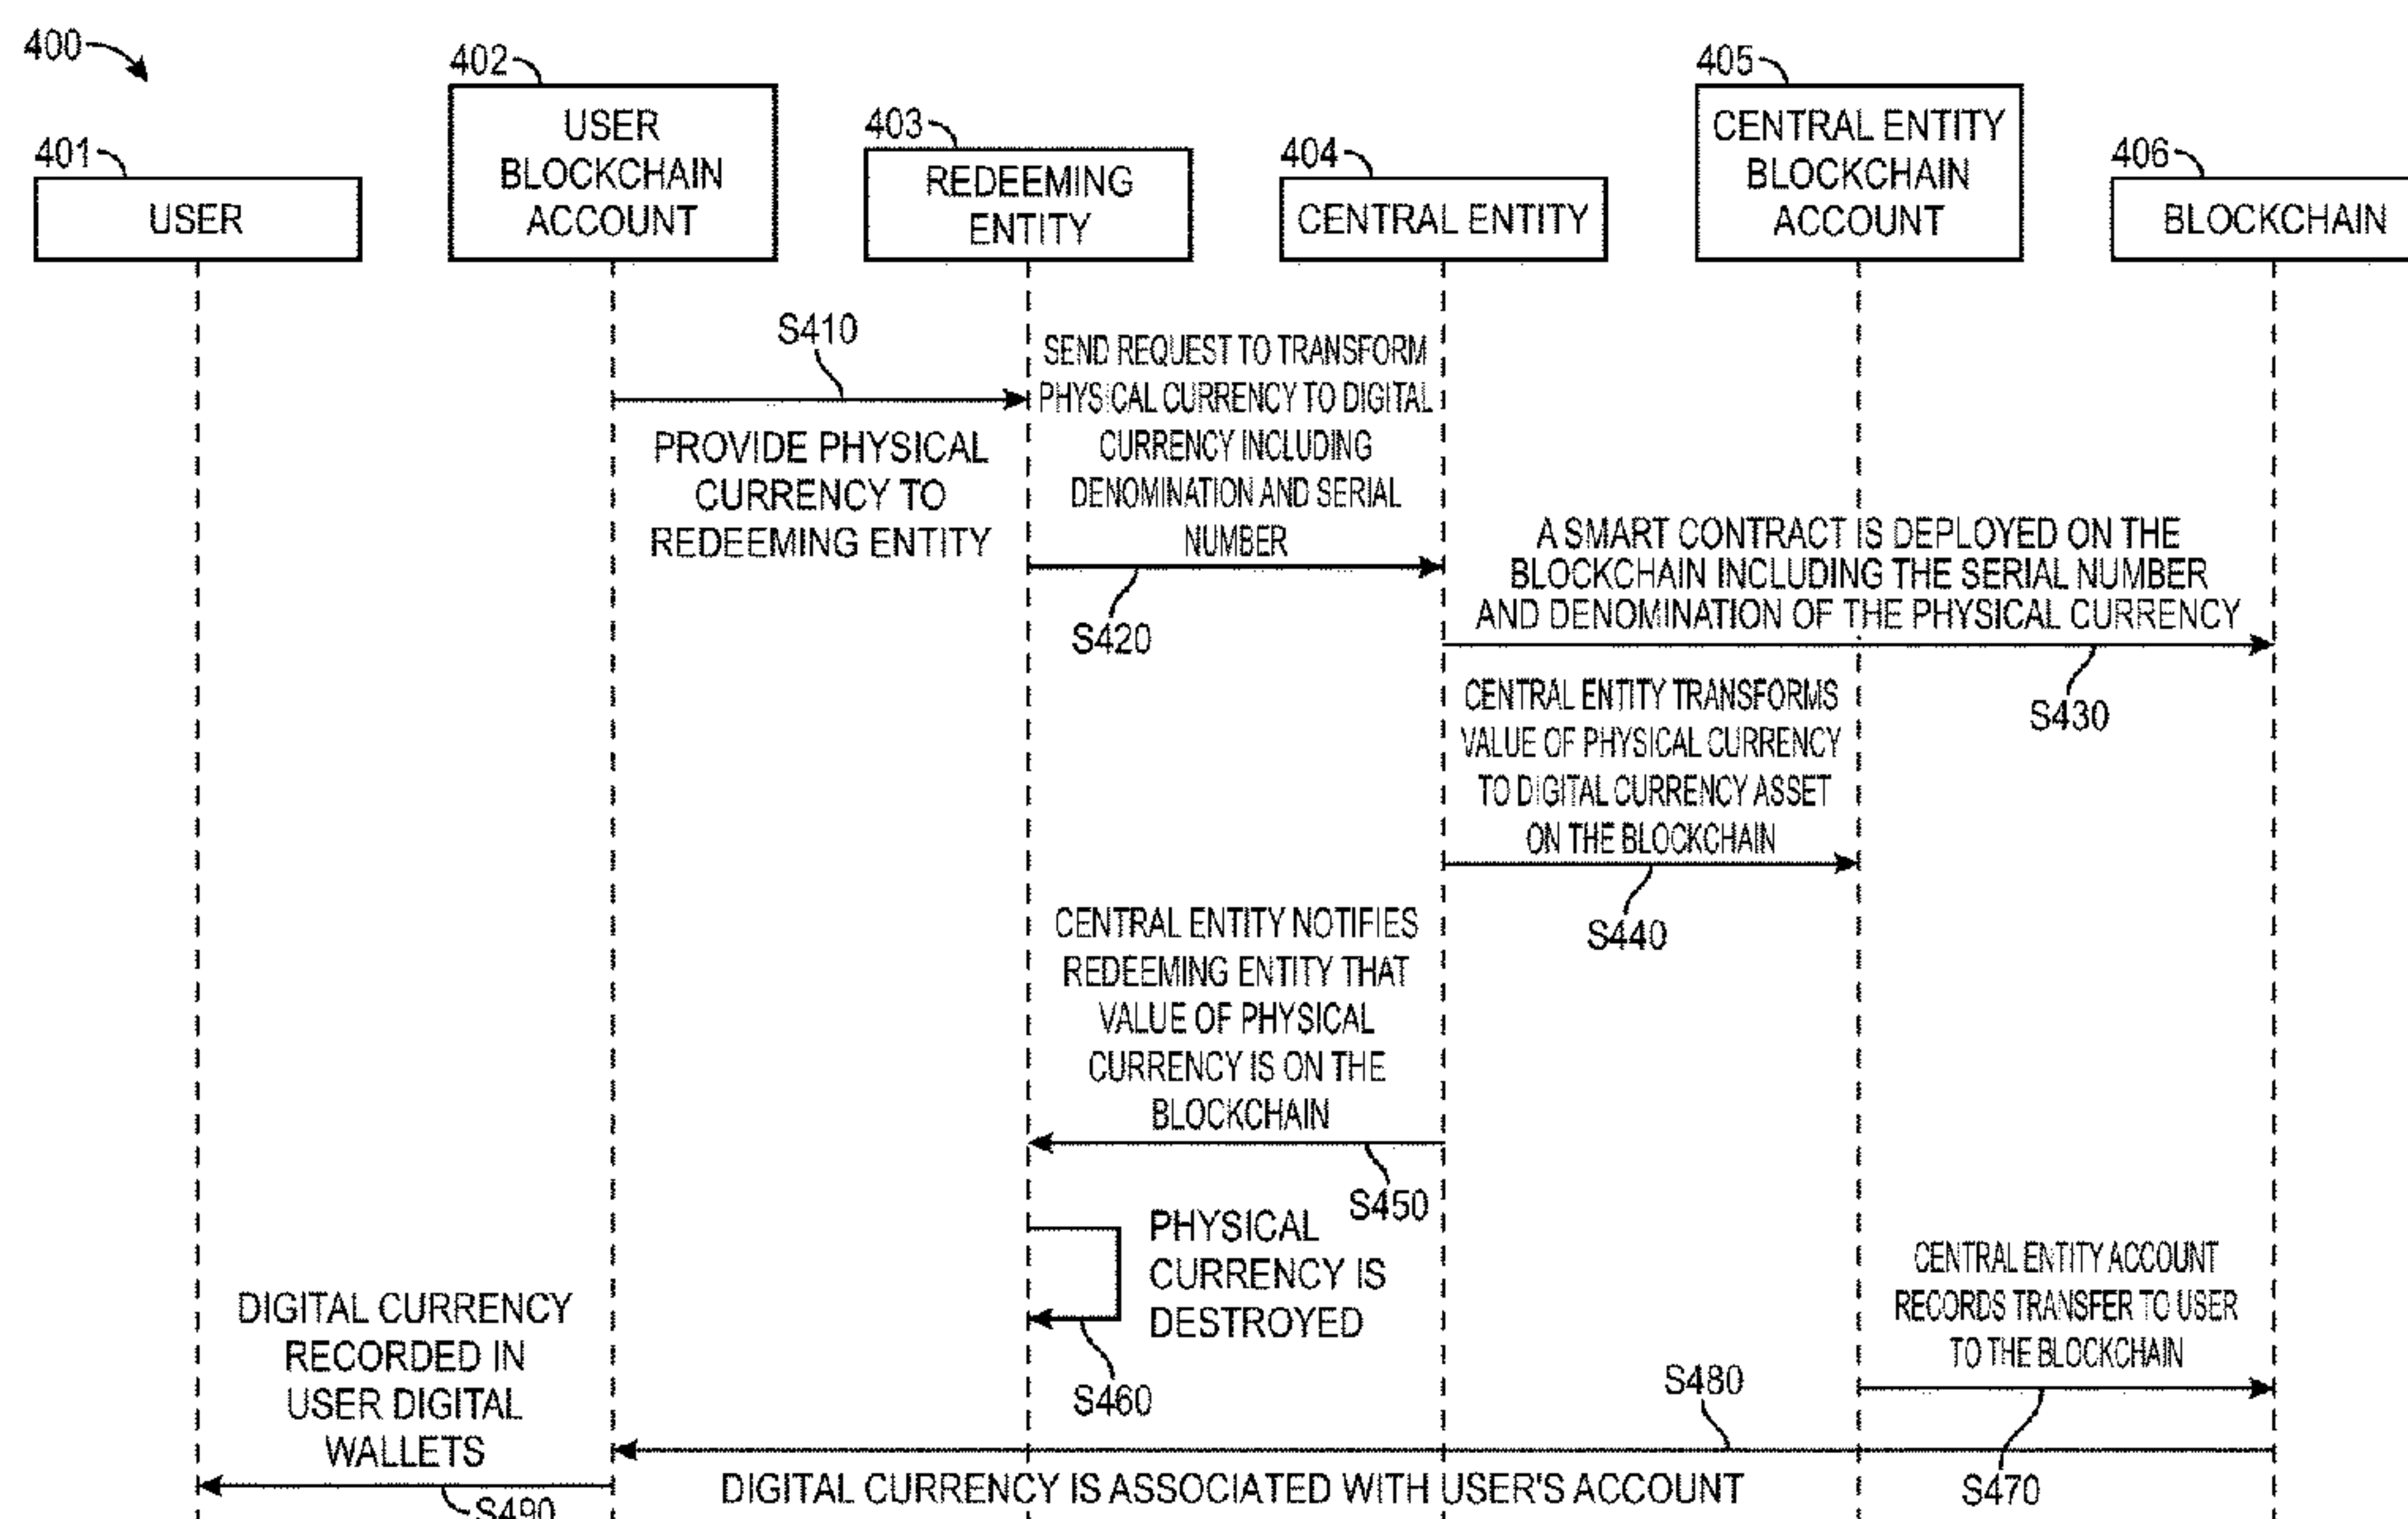 400
401
USER
402
USER
BLOCKCHAIN
ACCOUNT
403
REDEEMING
ENTITY
404
CENTRAL ENTITY
405
CENTRAL ENTITY
BLOCKCHAIN
ACCOUNT
406
BLOCKCHAIN
S410
PROVIDE PHYSICAL
CURRENCY TO
REDEEMING ENTITY
SEND REQUEST TO TRANSFORM
PHYSICAL CURRENCY TO DIGITAL
CURRENCY INCLUDING
DENOMINATION AND SERIAL
NUMBER
S420
A SMART CONTRACT IS DEPLOYED ON THE
BLOCKCHAIN INCLUDING THE SERIAL NUMBER
AND DENOMINATION OF THE PHYSICAL CURRENCY
S430
CENTRAL ENTITY TRANSFORMS
VALUE OF PHYSICAL CURRENCY
TO DIGITAL CURRENCY ASSET
ON THE BLOCKCHAIN
S440
CENTRAL ENTITY NOTIFIES
REDEEMING ENTITY THAT
VALUE OF PHYSICAL
CURRENCY IS ON THE
BLOCKCHAIN
S450
PHYSICAL
CURRENCY IS
DESTROYED
S460
CENTRAL ENTITY ACCOUNT
RECORDS TRANSFER TO USER
TO THE BLOCKCHAIN
S470
S480
DIGITAL CURRENCY IS ASSOCIATED WITH USER'S ACCOUNT
DIGITAL CURRENCY
RECORDED IN
USER DIGITAL
WALLETS
S490